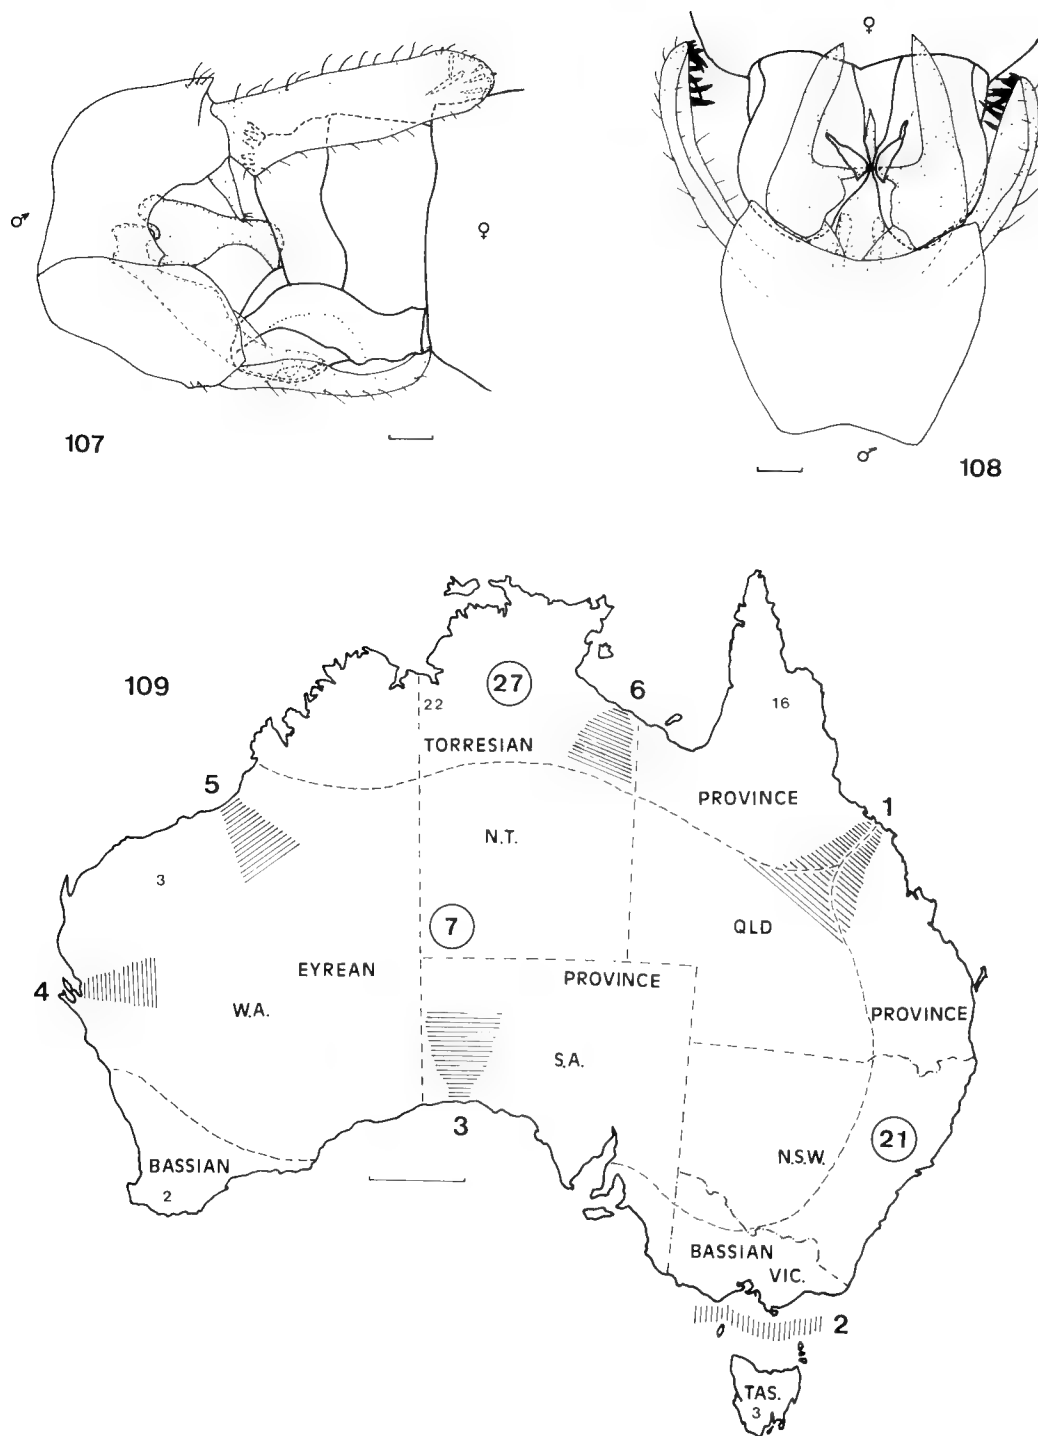 ♀
♂
♀
107
♂
108
109
27
6
22
16
TORRESIAN
5
PROVINCE
1
N.T.
3
7
QLD
EYREAN
PROVINCE
4
W.A.
PROVINCE
S.A.
3
21
N.S.W.
BASSIAN
2
BASSIAN
VIC.
2
TAS.
3